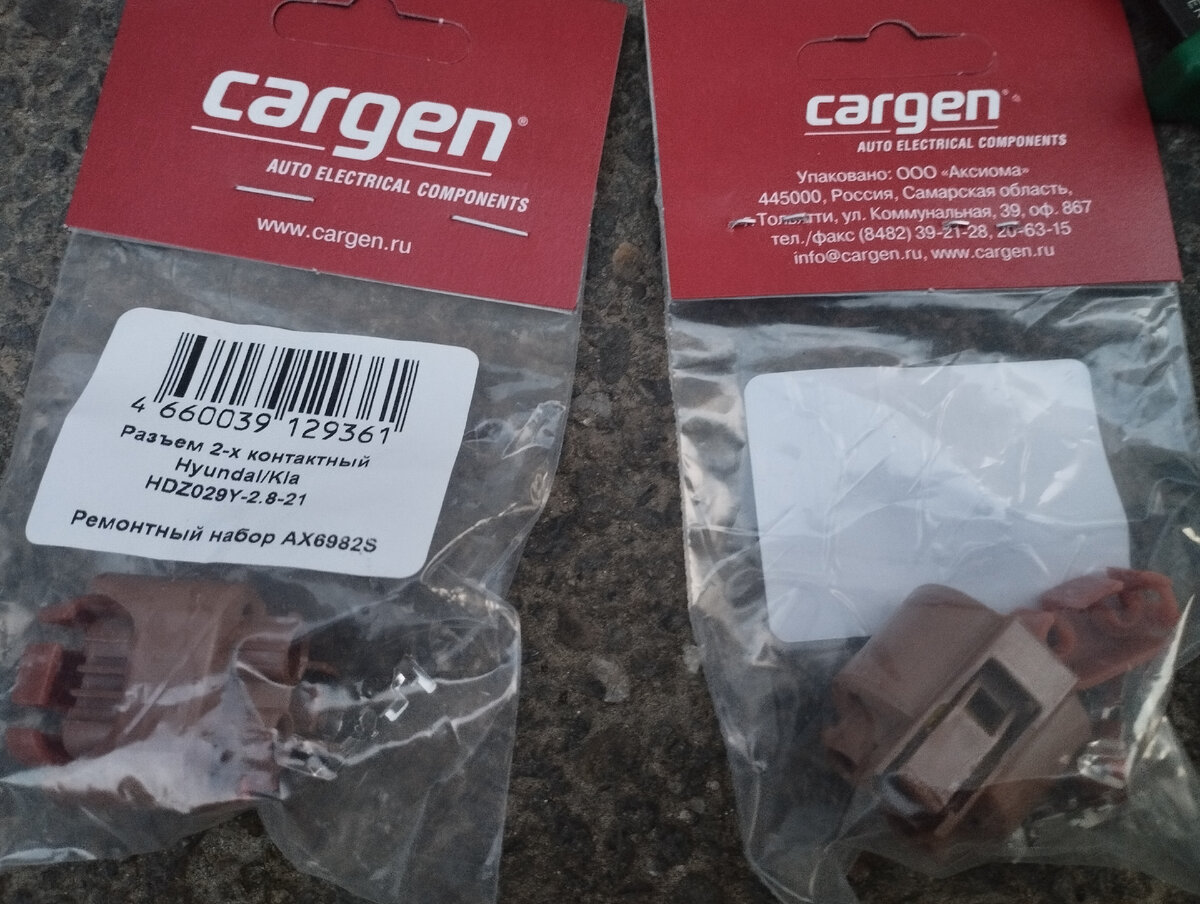 cargen®
AUTO ELECTRICAL COMPONENTS
www.cargen.ru
4 660039 129361
Разъем 2-х контактный
Hyundai/Kia
HDZ029Y-2.8-21
Ремонтный набор AX6982S
cargen®
AUTO ELECTRICAL COMPONENTS
Упаковано: ООО «Аксиома»
445000, Россия, Самарская область,
Тольятти, ул. Коммунальная, 39, оф. 867
тел./факс (8482) 39-21-28, 20-63-15
info@cargen.ru, www.cargen.ru